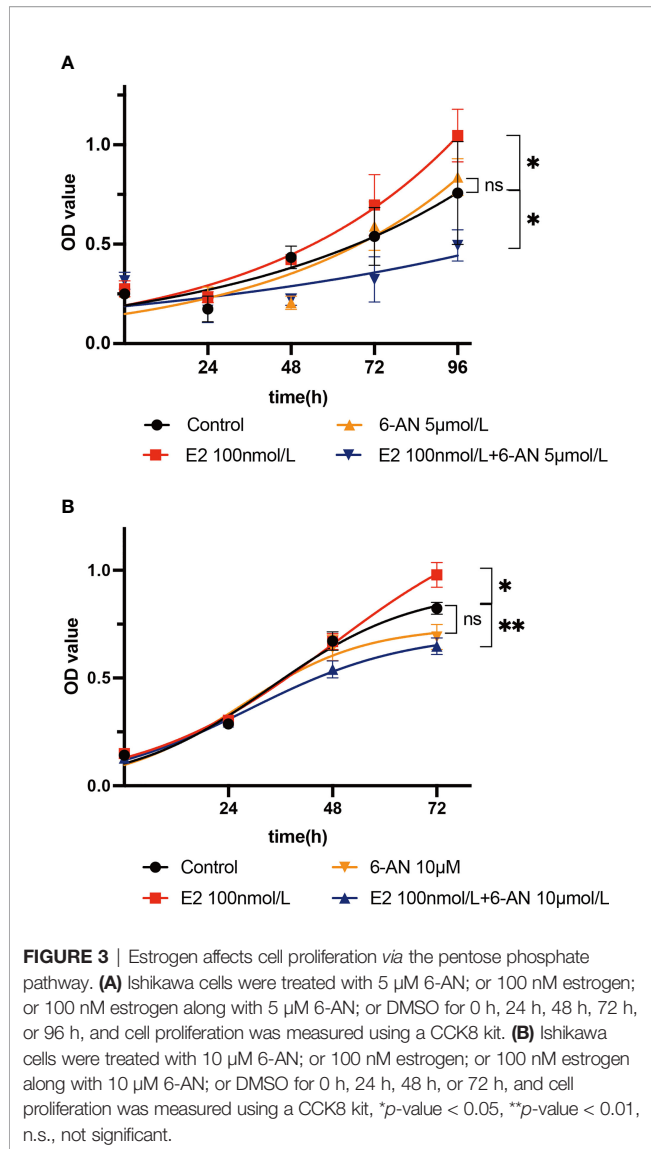 A
OD value
1.0
0.5
0.0
24 48 72 96
time(h)
ns
*
*
Control
6-AN 5μmol/L
E2 100nmol/L
E2 100nmol/L+6-AN 5μmol/L
B
OD value
1.0
0.5
0.0
24 48 72
time(h)
ns
*
**
Control
6-AN 10μM
E2 100nmol/L
E2 100nmol/L+6-AN 10μmol/L
FIGURE 3 | Estrogen affects cell proliferation via the pentose phosphate
pathway. (A) Ishikawa cells were treated with 5 μM 6-AN; or 100 nM estrogen;
or 100 nM estrogen along with 5 μM 6-AN; or DMSO for 0 h, 24 h, 48 h, 72 h,
or 96 h, and cell proliferation was measured using a CCK8 kit. (B) Ishikawa
cells were treated with 10 μM 6-AN; or 100 nM estrogen; or 100 nM estrogen
along with 10 μM 6-AN; or DMSO for 0 h, 24 h, 48 h, or 72 h, and cell
proliferation was measured using a CCK8 kit, *p-value < 0.05, **p-value < 0.01,
n.s., not significant.